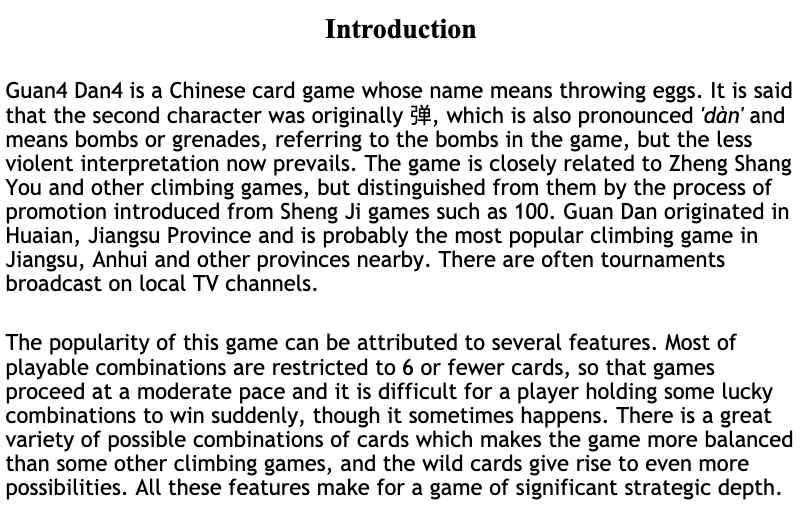 Introduction
Guan4 Dan4 is a Chinese card game whose name means throwing eggs. It is said
that the second character was originally 弹, which is also pronounced 'dàn' and
means bombs or grenades, referring to the bombs in the game, but the less
violent interpretation now prevails. The game is closely related to Zheng Shang
You and other climbing games, but distinguished from them by the process of
promotion introduced from Sheng Ji games such as 100. Guan Dan originated in
Huaian, Jiangsu Province and is probably the most popular climbing game in
Jiangsu, Anhui and other provinces nearby. There are often tournaments
broadcast on local TV channels.
The popularity of this game can be attributed to several features. Most of
playable combinations are restricted to 6 or fewer cards, so that games
proceed at a moderate pace and it is difficult for a player holding some lucky
combinations to win suddenly, though it sometimes happens. There is a great
variety of possible combinations of cards which makes the game more balanced
than some other climbing games, and the wild cards give rise to even more
possibilities. All these features make for a game of significant strategic depth.